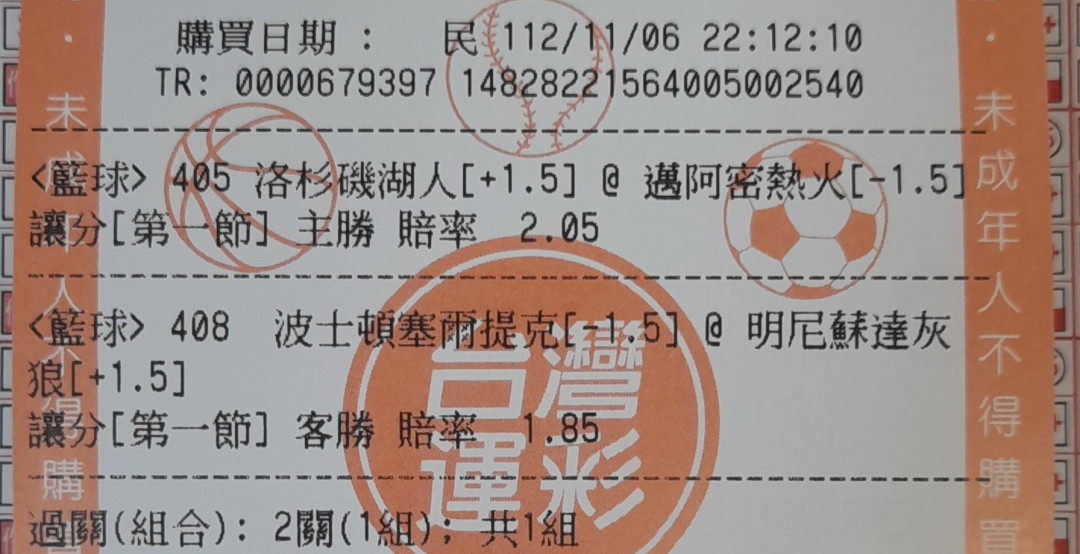 購買日期： 民 112/11/06 22:12:10
TR: 0000679397 148282215640050025​40
<籃球> 405 洛杉磯湖人[+1.5] @ 邁阿密熱火[-1.5]
讓分[第一節] 主勝 賠率 2.05
<籃球> 408 波士頓塞爾提克[-1.5] @ 明尼蘇達灰
狼[+1.5]
讓分[第一節] 客勝 賠率 1.85
過關(組合): 2關(1組); 共1組
台灣
運彩
未成年人不得購買
未成年人不得購買